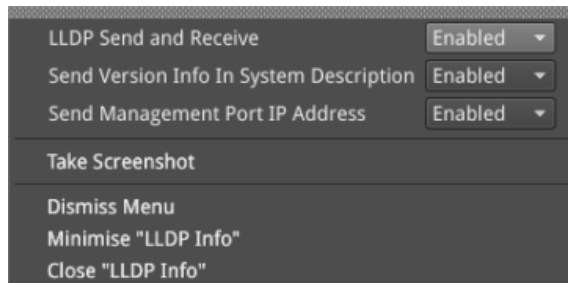 LLDP Send and Receive Enabled
Send Version Info In System Description Enabled
Send Management Port IP Address Enabled
Take Screenshot
Dismiss Menu
Minimise "LLDP Info"
Close "LLDP Info"